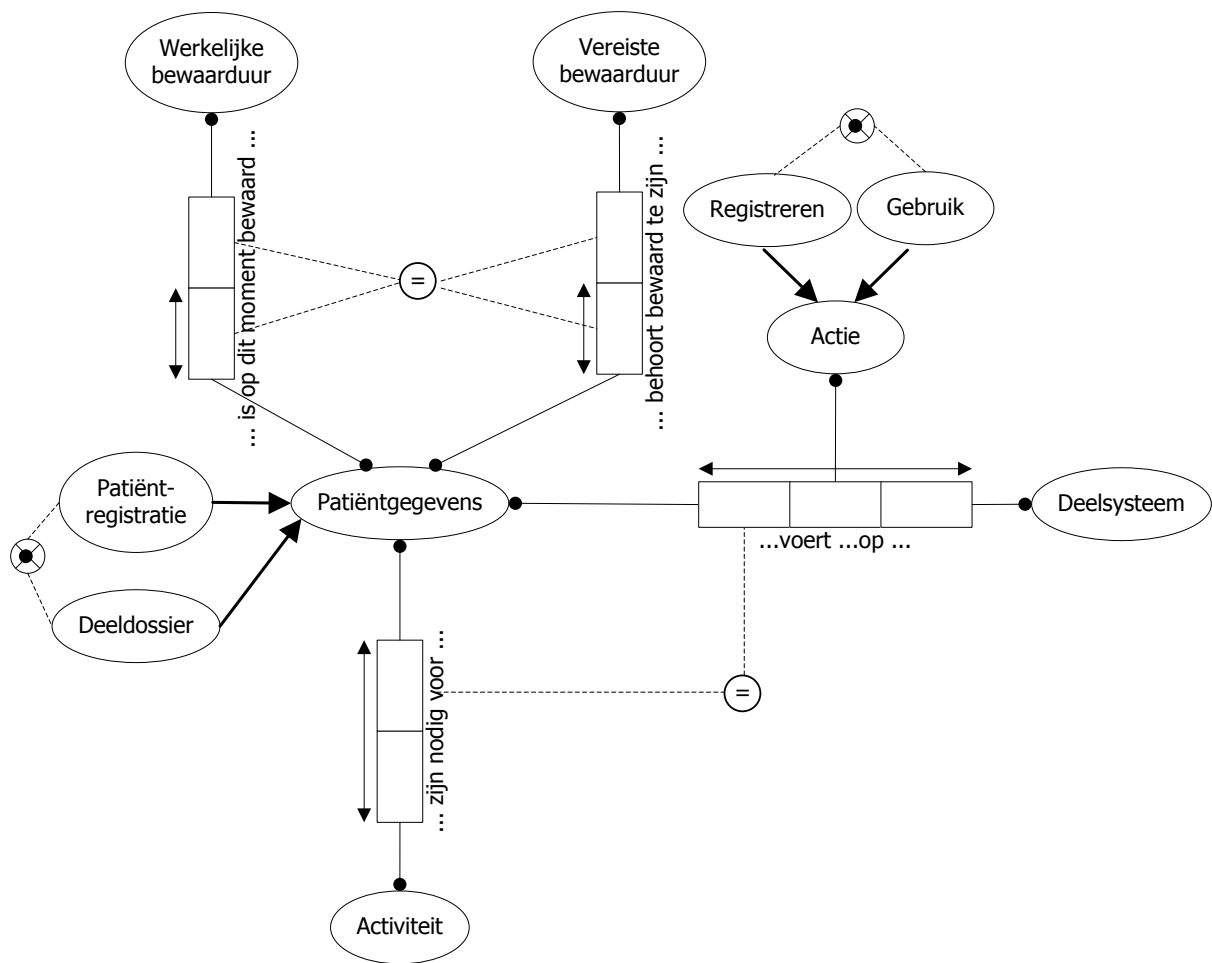 Werkelijke
bewaarduur
Vereiste
bewaarduur
... is op dit moment bewaard ...
... behoort bewaard te zijn ...
Registreren
Gebruik
=
Actie
Patiënt-
registratie
Patiëntgegevens
Deelsysteem
...voert ...op ...
Deeldossier
... zijn nodig voor ...
=
Activiteit